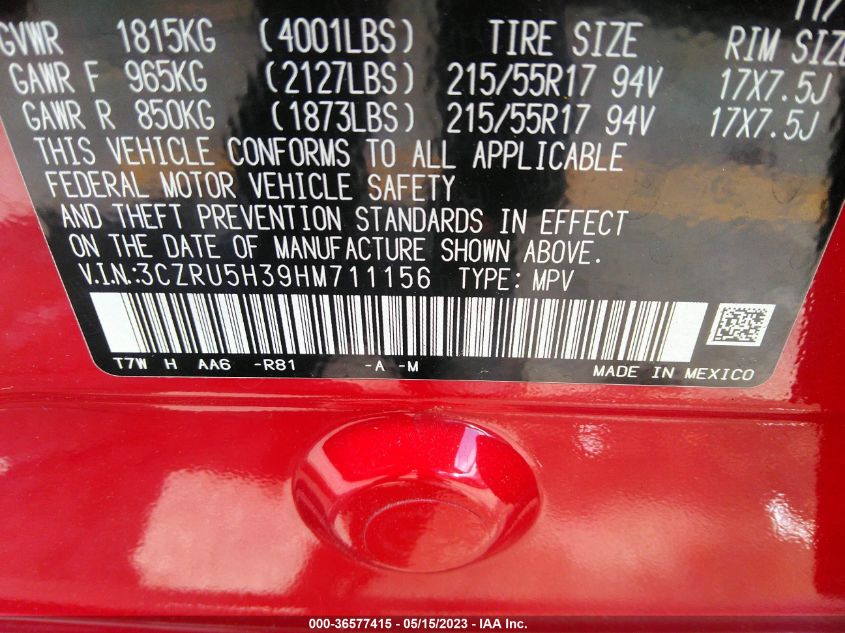 GVWR 1815KG (4001LBS) TIRE SIZE RIM SIZE
GAWR F 965KG (2127LBS) 215/55R17 94V 17X7.5J
GAWR R 850KG (1873LBS) 215/55R17 94V 17X7.5J
THIS VEHICLE CONFORMS TO ALL APPLICABLE
FEDERAL MOTOR VEHICLE SAFETY
AND THEFT PREVENTION STANDARDS IN EFFECT
ON THE DATE OF MANUFACTURE SHOWN ABOVE.
V.I.N.:3CZRU5H39HM711156 TYPE: MPV
T7W H AA6 -R81 -A -M MADE IN MEXICO
000-36577415 - 05/15/2023 - IAA Inc.